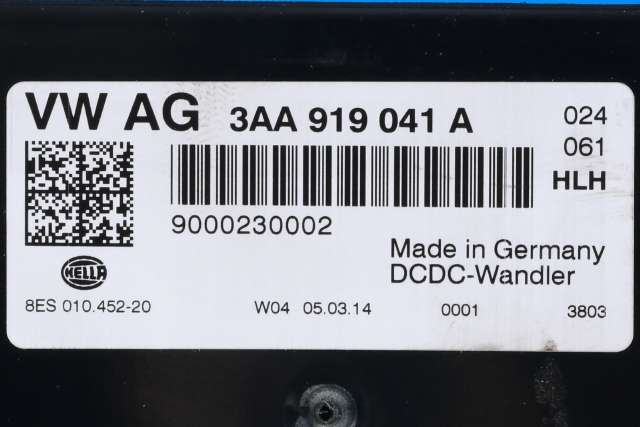 VW AG 3AA 919 041 A 024
061
HLH
9000230002
Made in Germany
DCDC-Wandler
HELLA
8ES 010.452-20 W04 05.03.14 0001 3803